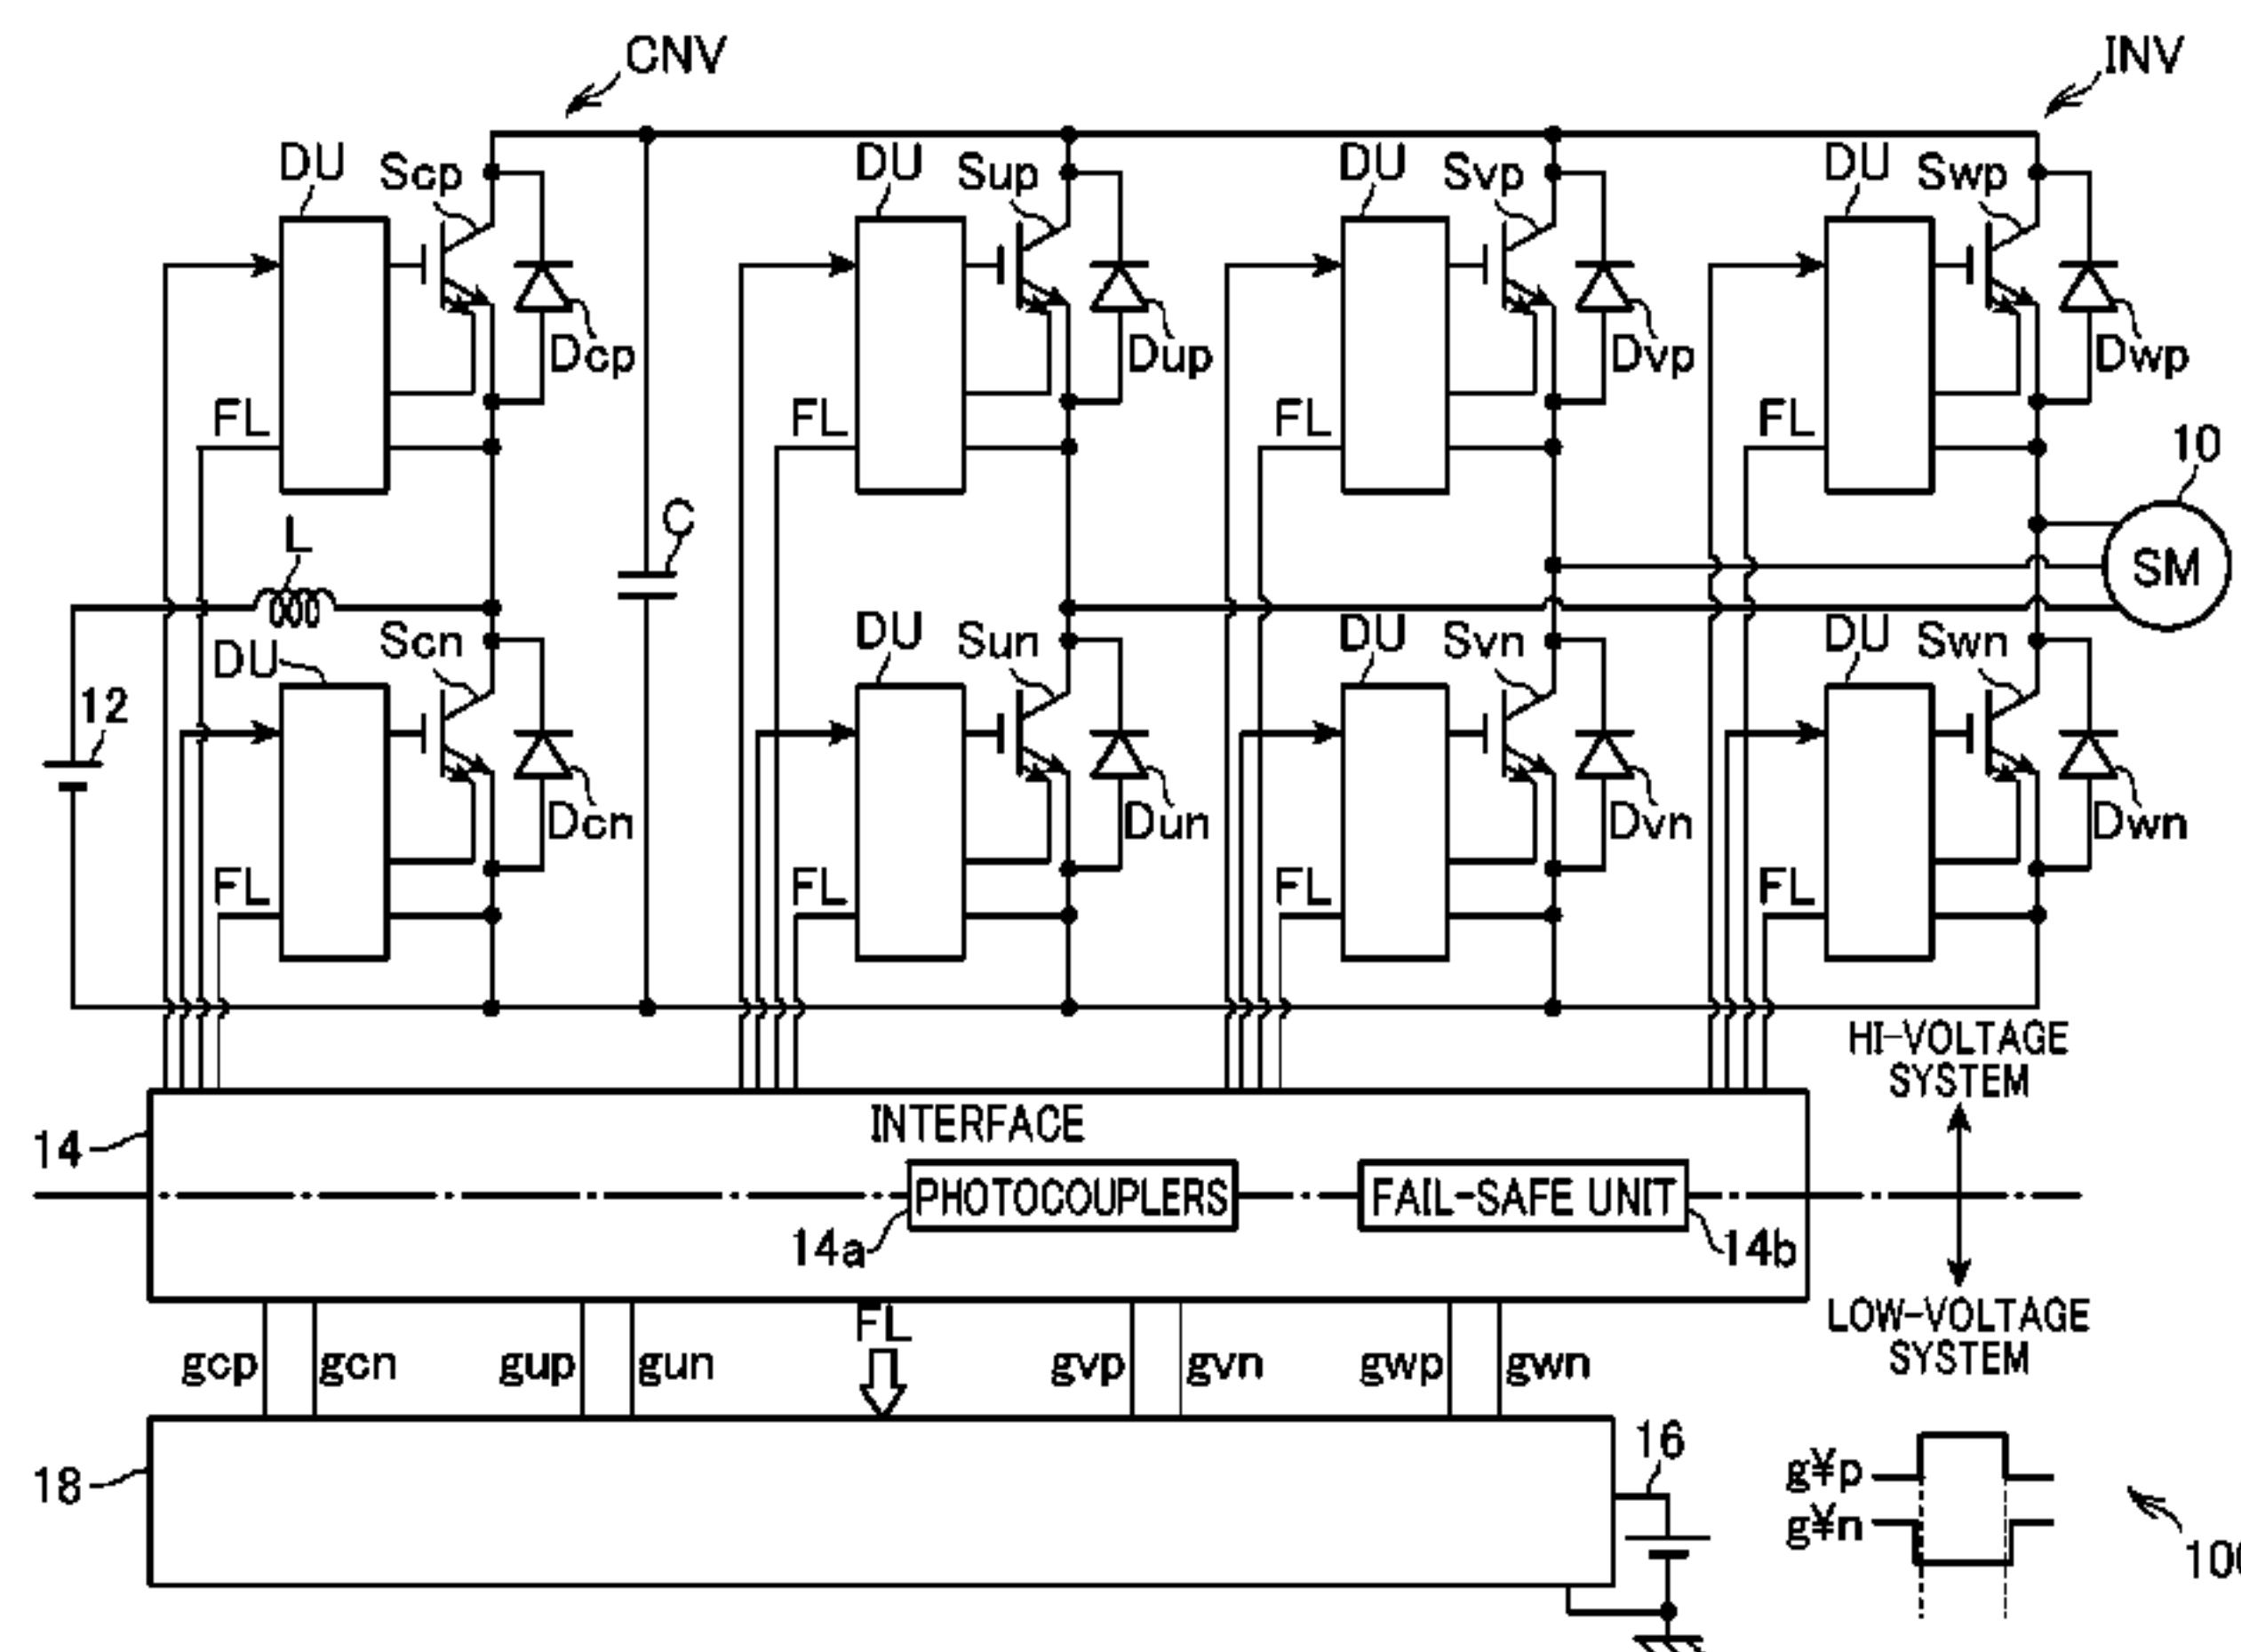 CNV
INV
DU Scp DU Sup DU Svp DU Swp
Dcp Dup Dvp Dwp
FL FL FL FL
10
C
L
SM
DU Scn DU Sun DU Svn DU Swn
12
Dcn Dun Dvn Dwn
FL FL FL FL
HI-VOLTAGE
SYSTEM
INTERFACE
14
PHOTOCOUPLERS FAIL-SAFE UNIT
14a 14b
LOW-VOLTAGE
SYSTEM
FL
gcp gcn gup gun gvp gvn gwp gwn
16
18
g¥p
g¥n